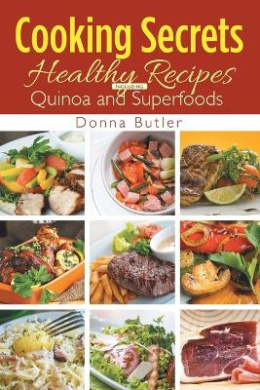 Cooking Secrets
Healthy Recipes
INCLUDING
Quinoa and Superfoods
Donna Butler